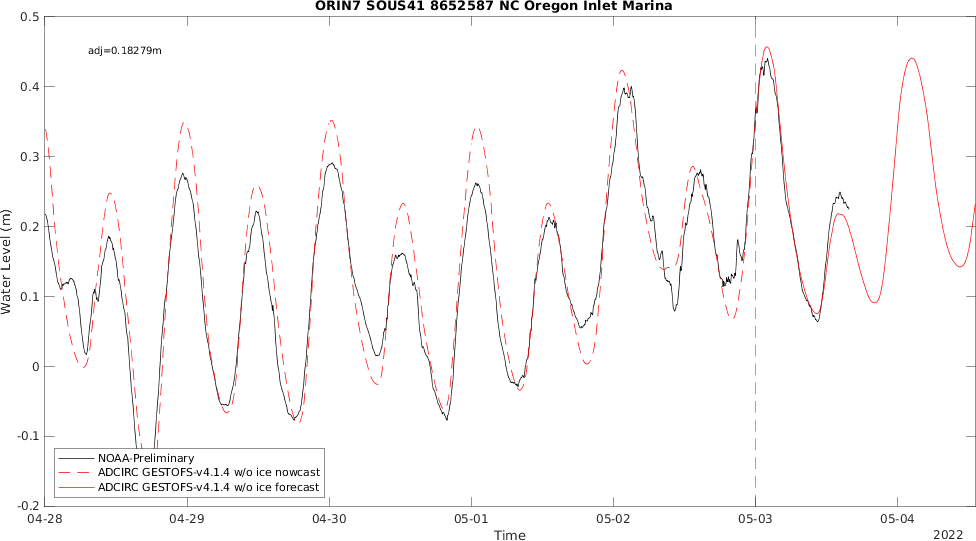 ORIN7 SOUS41 8652587 NC Oregon Inlet Marina
0.5
adj=0.18279m
0.4
0.3
0.2
0.1
0
-0.1
-0.2
Water Level (m)
NOAA-Preliminary
ADCIRC GESTOFS-v4.1.4 w/o ice nowcast
ADCIRC GESTOFS-v4.1.4 w/o ice forecast
04-28 04-29 04-30 05-01 05-02 05-03 05-04
Time
2022